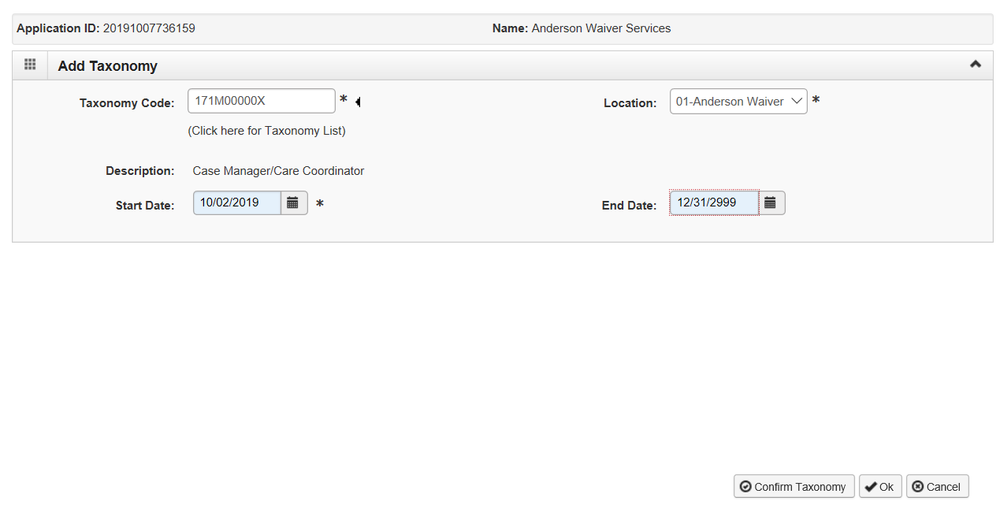 Application ID: 20191007736159 Name: Anderson Waiver Services
Add Taxonomy
Taxonomy Code: 171M00000X * Location: 01-Anderson Waiver *
(Click here for Taxonomy List)
Description: Case Manager/Care Coordinator
Start Date: 10/02/2019 * End Date: 12/31/2999
Confirm Taxonomy Ok Cancel